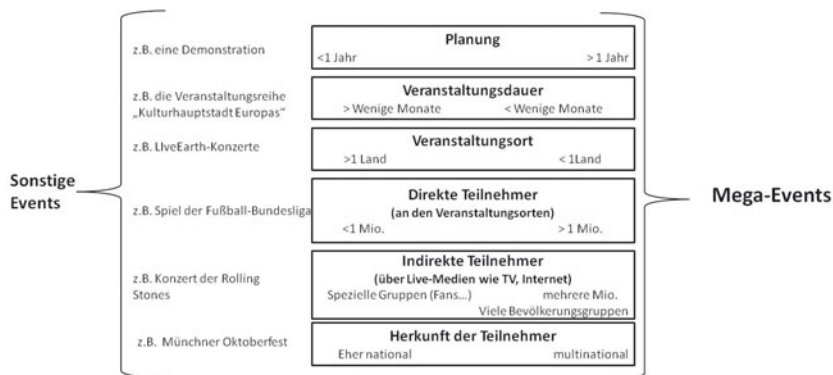 Sonstige
Events
z.B. eine Demonstration
Planung
<1 Jahr > 1 Jahr
z.B. die Veranstaltungsreihe
„Kulturhauptstadt Europas“
Veranstaltungsdauer
> Wenige Monate < Wenige Monate
z.B. LIveEarth-Konzerte
Veranstaltungsort
>1 Land < 1Land
z.B. Spiel der Fußball-Bundesliga
Direkte Teilnehmer
(an den Veranstaltungsorten)
<1 Mio. > 1 Mio.
z.B. Konzert der Rolling
Stones
Indirekte Teilnehmer
(über Live-Medien wie TV, Internet)
Spezielle Gruppen (Fans...) mehrere Mio.
Viele Bevölkerungsgruppen
z.B. Münchner Oktoberfest
Herkunft der Teilnehmer
Eher national multinational
Mega-Events